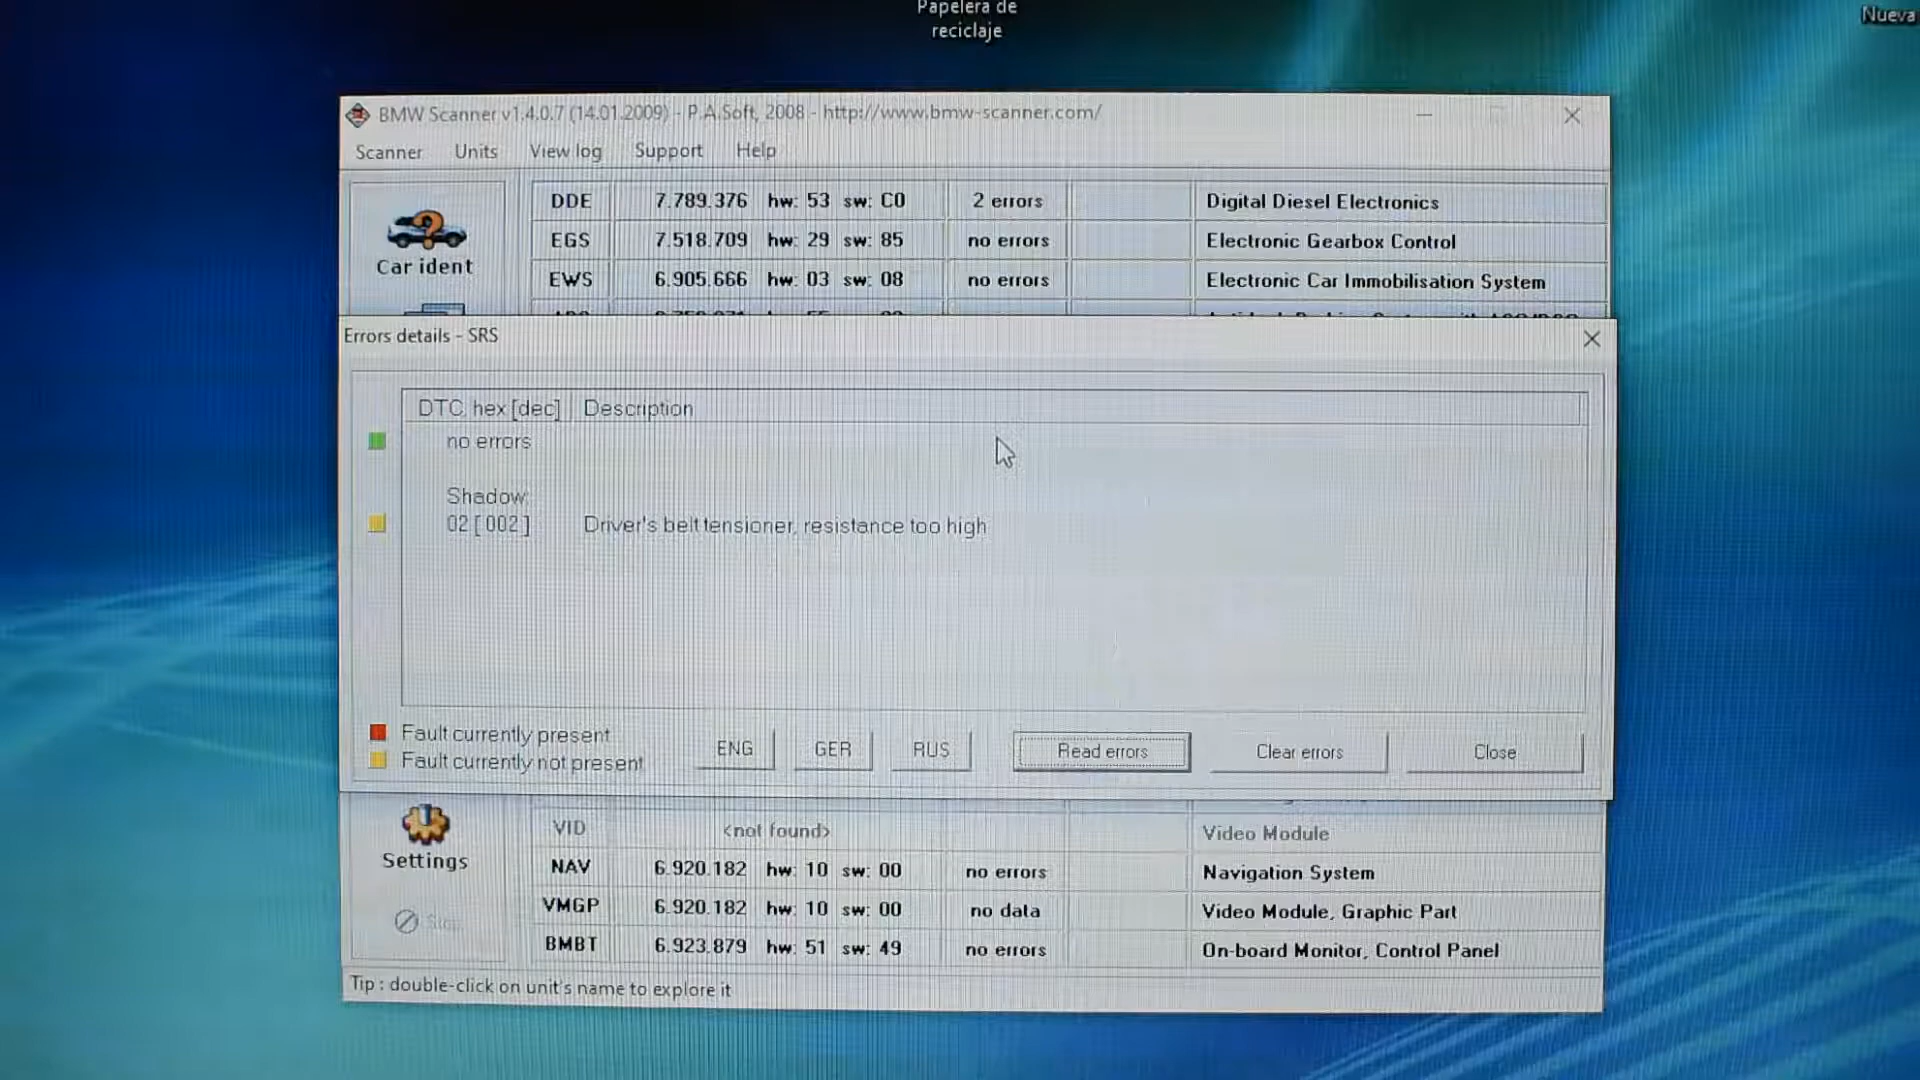 Papelera de
reciclaje
Nueva
BMW Scanner v1.4.0.7 (14.01.2009) - P.A.Soft, 2008 - http://www.bmw-scanner.com/
Scanner Units View log Support Help
Car ident
DDE 7.789.376 hw: 53 sw: C0 2 errors Digital Diesel Electronics
EGS 7.518.709 hw: 29 sw: 85 no errors Electronic Gearbox Control
EWS 6.905.666 hw: 03 sw: 08 no errors Electronic Car Immobilisation System
Errors details - SRS
DTC, hex [dec] Description
no errors
Shadow:
02 [ 002 ] Driver's belt tensioner, resistance too high
Fault currently present
Fault currently not present
ENG GER RUS Read errors Clear errors Close
Settings
Stop
VID <not found> Video Module
NAV 6.920.182 hw: 10 sw: 00 no errors Navigation System
VMGP 6.920.182 hw: 10 sw: 00 no data Video Module, Graphic Part
BMBT 6.923.879 hw: 51 sw: 49 no errors On-board Monitor, Control Panel
Tip : double-click on unit's name to explore it